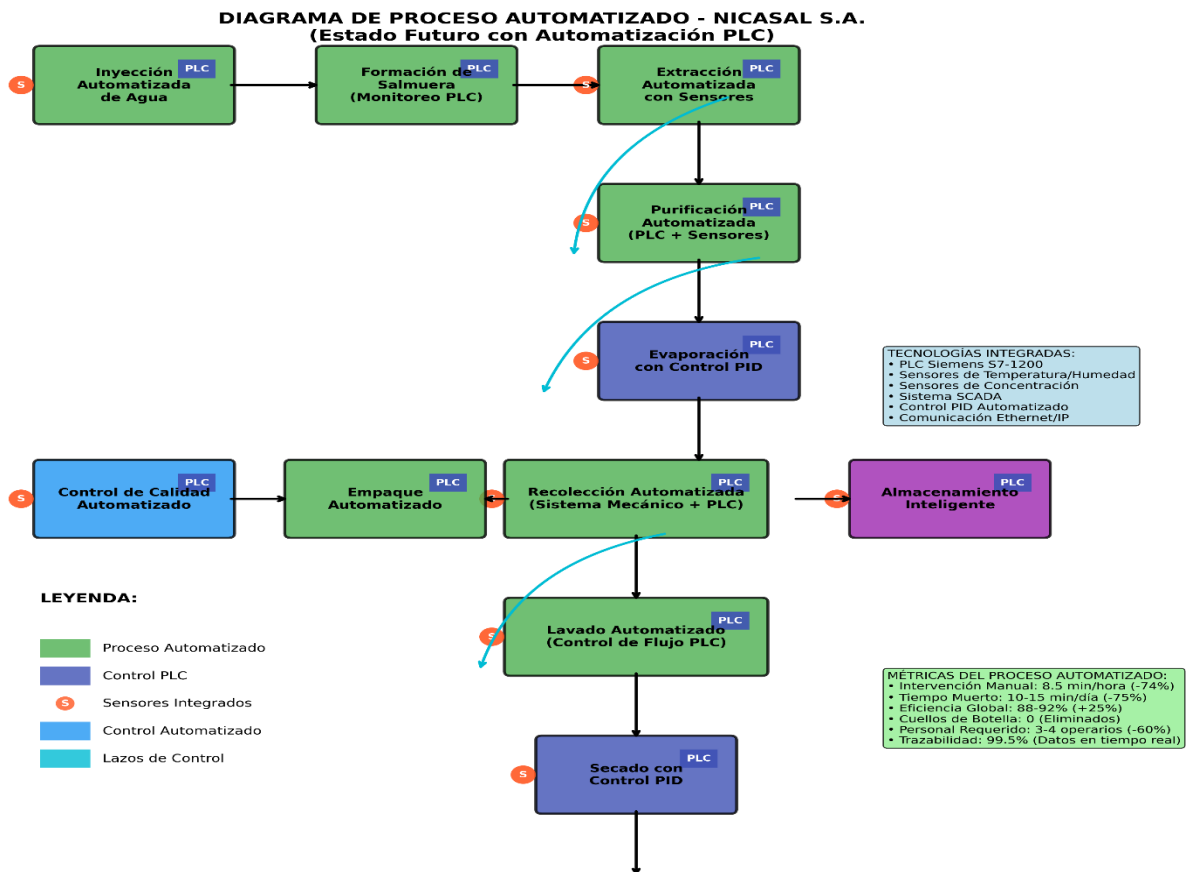 DIAGRAMA DE PROCESO AUTOMATIZADO - NICASAL S.A.
(Estado Futuro con Automatización PLC)
S
Inyección
Automatizada
de Agua
PLC
Formación de
Salmuera
(Monitoreo PLC)
PLC
S
Extracción
Automatizada
con Sensores
PLC
S
Purificación
Automatizada
(PLC + Sensores)
PLC
S
Evaporación
con Control PID
PLC
TECNOLOGÍAS INTEGRADAS:
• PLC Siemens S7-1200
• Sensores de Temperatura/Humedad
• Sensores de Concentración
• Sistema SCADA
• Control PID Automatizado
• Comunicación Ethernet/IP
S
Control de Calidad
Automatizado
PLC
Empaque
Automatizado
PLC
S
Recolección Automatizada
(Sistema Mecánico + PLC)
PLC
S
Almacenamiento
Inteligente
PLC
S
Lavado Automatizado
(Control de Flujo PLC)
PLC
S
Secado con
Control PID
PLC
LEYENDA:
Proceso Automatizado
Control PLC
S Sensores Integrados
Control Automatizado
Lazos de Control
MÉTRICAS DEL PROCESO AUTOMATIZADO:
• Intervención Manual: 8.5 min/hora (-74%)
• Tiempo Muerto: 10-15 min/día (-75%)
• Eficiencia Global: 88-92% (+25%)
• Cuellos de Botella: 0 (Eliminados)
• Personal Requerido: 3-4 operarios (-60%)
• Trazabilidad: 99.5% (Datos en tiempo real)